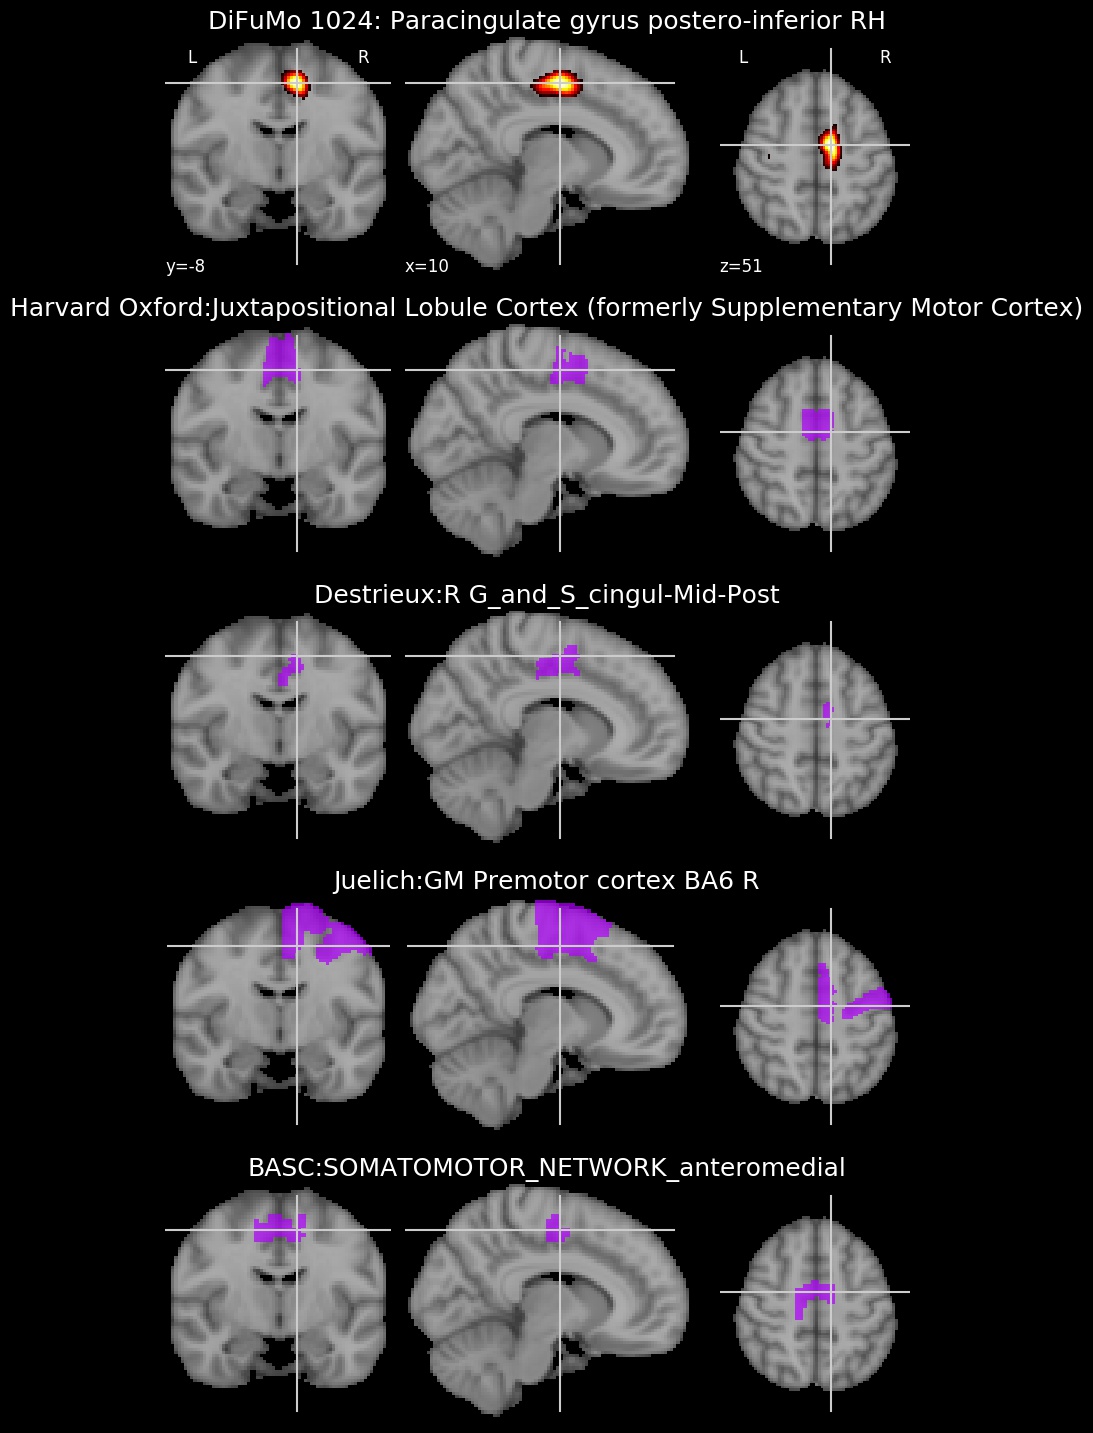 DiFuMo 1024: Paracingulate gyrus postero-inferior RH
L R L R
y=-8 x=10 z=51
Harvard Oxford:Juxtapositional Lobule Cortex (formerly Supplementary Motor Cortex)
Destrieux:R G_and_S_cingul-Mid-Post
Juelich:GM Premotor cortex BA6 R
BASC:SOMATOMOTOR_NETWORK_anteromedial